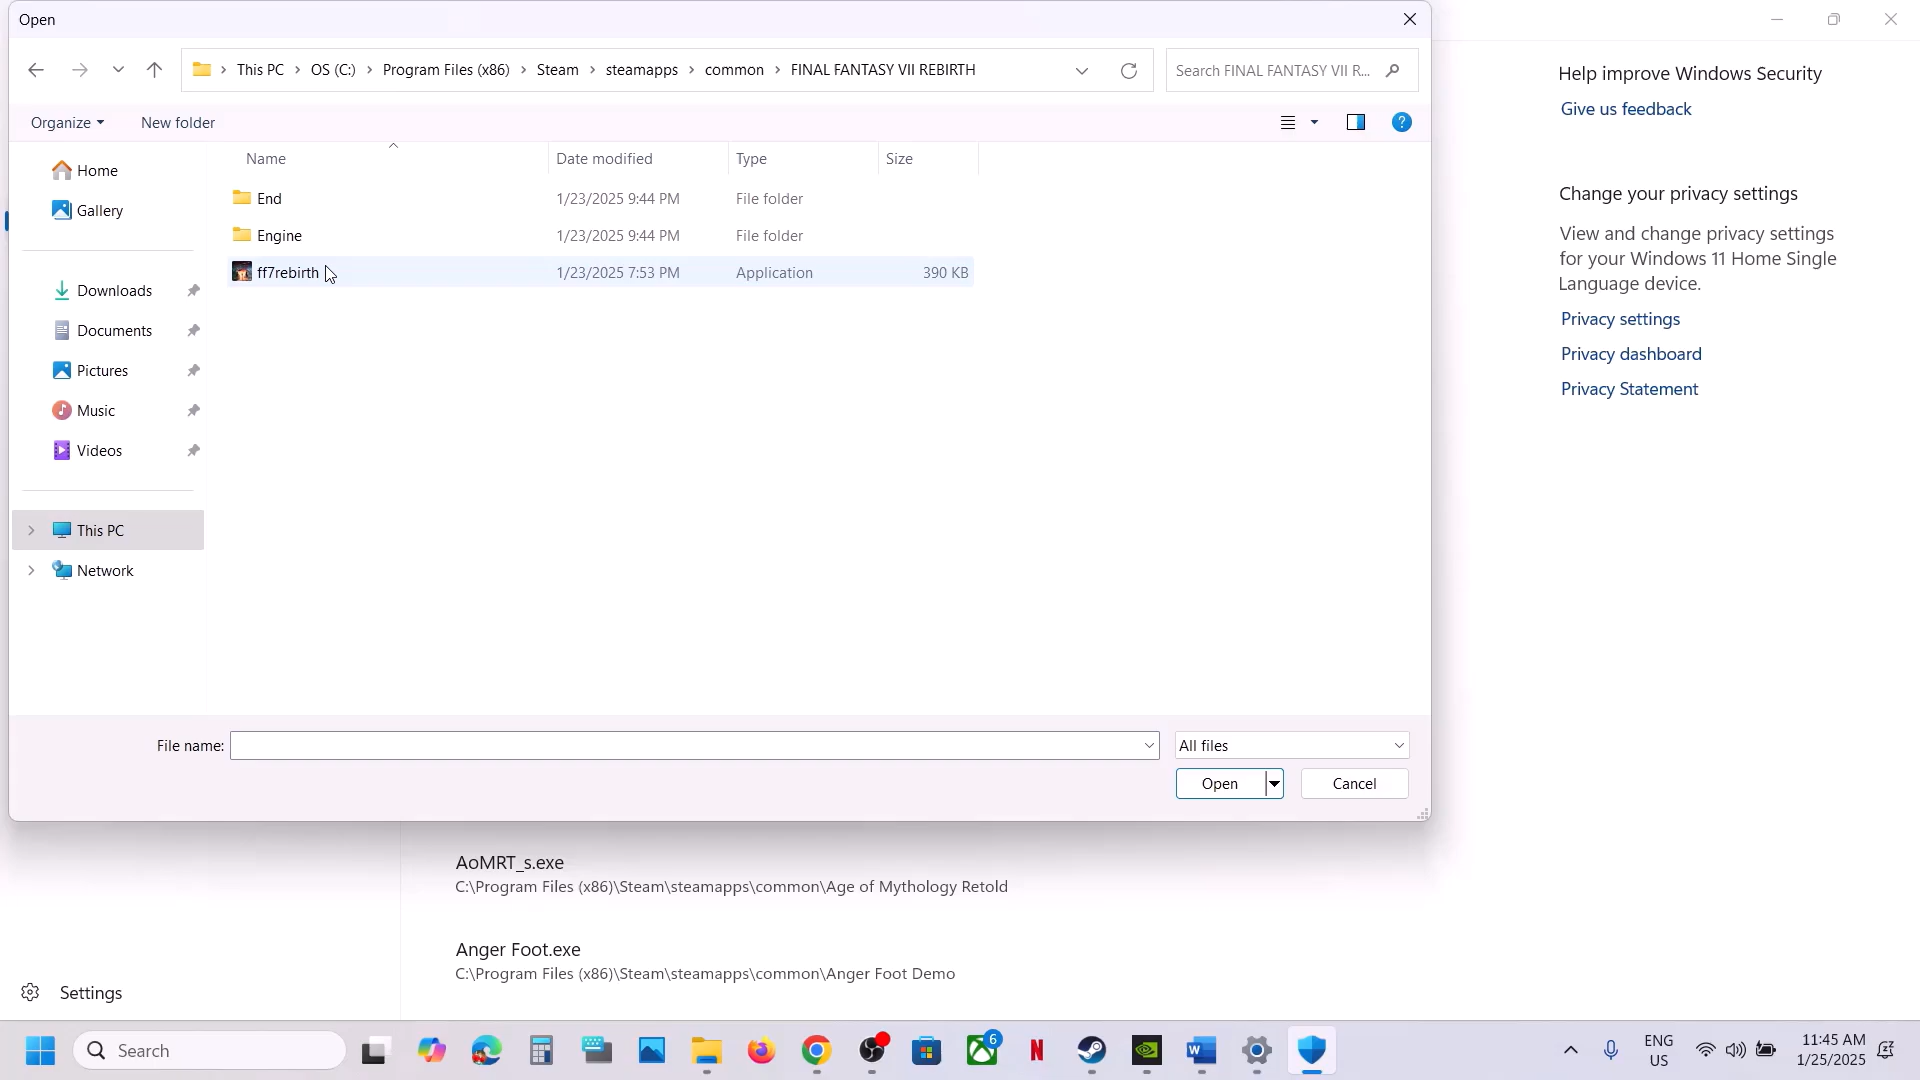 Open
This PC > OS (C:) > Program Files (x86) > Steam > steamapps > common > FINAL FANTASY VII REBIRTH
Search FINAL FANTASY VII R...
Organize
New folder
Name
Date modified
Type
Size
End
1/23/2025 9:44 PM
File folder
Engine
1/23/2025 9:44 PM
File folder
ff7rebirth
1/23/2025 7:53 PM
Application
390 KB
Home
Gallery
Downloads
Documents
Pictures
Music
Videos
This PC
Network
File name:
All files
Open
Cancel
Help improve Windows Security
Give us feedback
Change your privacy settings
View and change privacy settings
for your Windows 11 Home Single
Language device.
Privacy settings
Privacy dashboard
Privacy Statement
AoMRT_s.exe
C:\Program Files (x86)\Steam\steamapps\common\Age of Mythology Retold
Anger Foot.exe
C:\Program Files (x86)\Steam\steamapps\common\Anger Foot Demo
Settings
Search
6
ENG
US
11:45 AM
1/25/2025